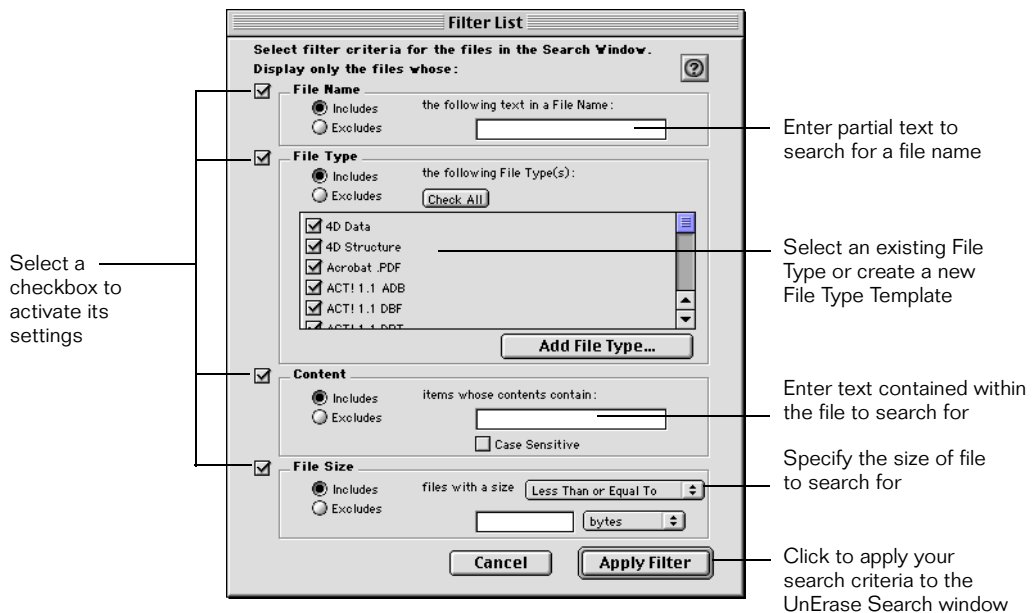 Filter List
Select filter criteria for the files in the Search Window.
Display only the files whose:
File Name
Includes
the following text in a File Name:
Excludes
Enter partial text to
search for a file name
File Type
Includes
the following File Type(s):
Excludes
Check All
4D Data
4D Structure
Acrobat .PDF
ACT! 1.1 ADB
ACT! 1.1 DBF
ACT! 1.1 DBT
Select an existing File
Type or create a new
File Type Template
Select a
checkbox to
activate its
settings
Add File Type...
Content
Includes
items whose contents contain:
Excludes
Case Sensitive
Enter text contained within
the file to search for
File Size
Includes
files with a size
Less Than or Equal To
Excludes
bytes
Specify the size of file
to search for
Cancel
Apply Filter
Click to apply your
search criteria to the
UnErase Search window